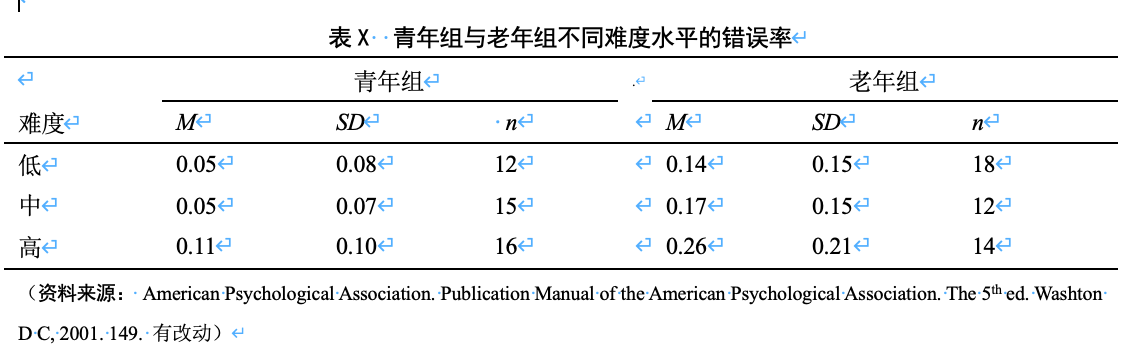 表 X 青年组与老年组不同难度水平的错误率
青年组 老年组
难度 M SD n M SD n
低 0.05 0.08 12 0.14 0.15 18
中 0.05 0.07 15 0.17 0.15 12
高 0.11 0.10 16 0.26 0.21 14
（资料来源： American Psychological Association. Publication Manual of the American Psychological Association. The 5th ed. Washton
D C, 2001. 149. 有改动）